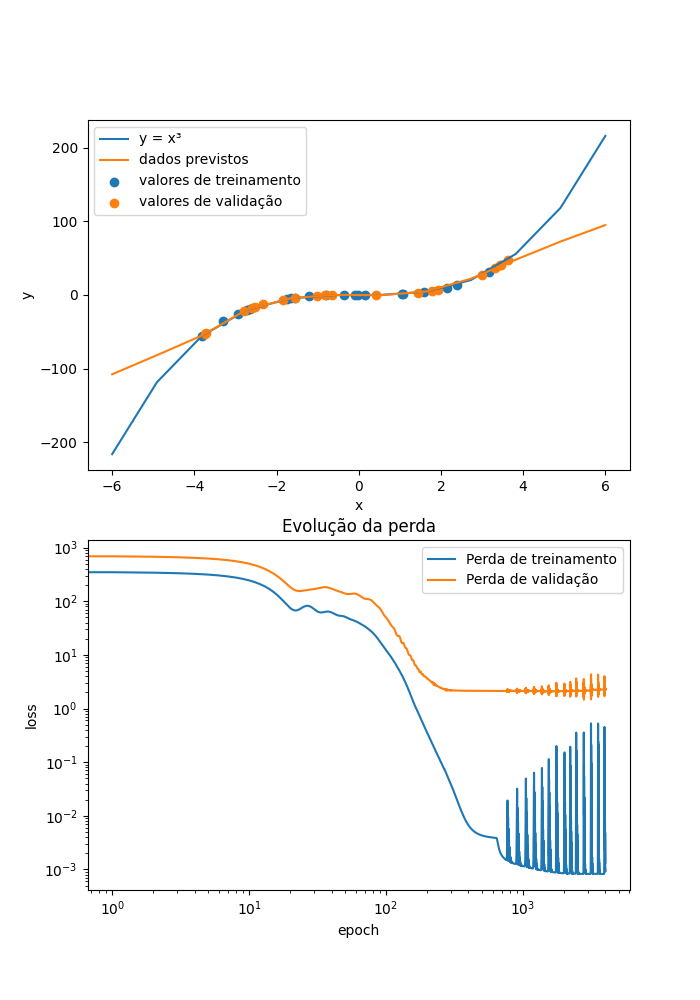 y = x³
dados previstos
valores de treinamento
valores de validação
200
100
0
−100
−200
y
−6
−4
−2
0
2
4
6
x
Evolução da perda
Perda de treinamento
Perda de validação
10³
10²
10¹
10⁰
10⁻¹
10⁻²
10⁻³
loss
10⁰
10¹
10²
10³
epoch